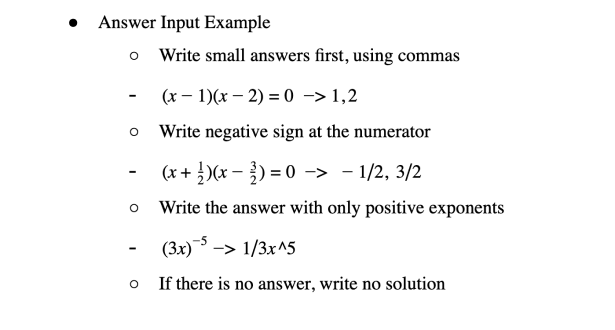 ● Answer Input Example
○ Write small answers first, using commas
- (x − 1)(x − 2) = 0 −> 1,2
○ Write negative sign at the numerator
- (x + 1/2)(x − 3/2) = 0 −> − 1/2, 3/2
○ Write the answer with only positive exponents
- (3x)^−5 −> 1/3x^5
○ If there is no answer, write no solution